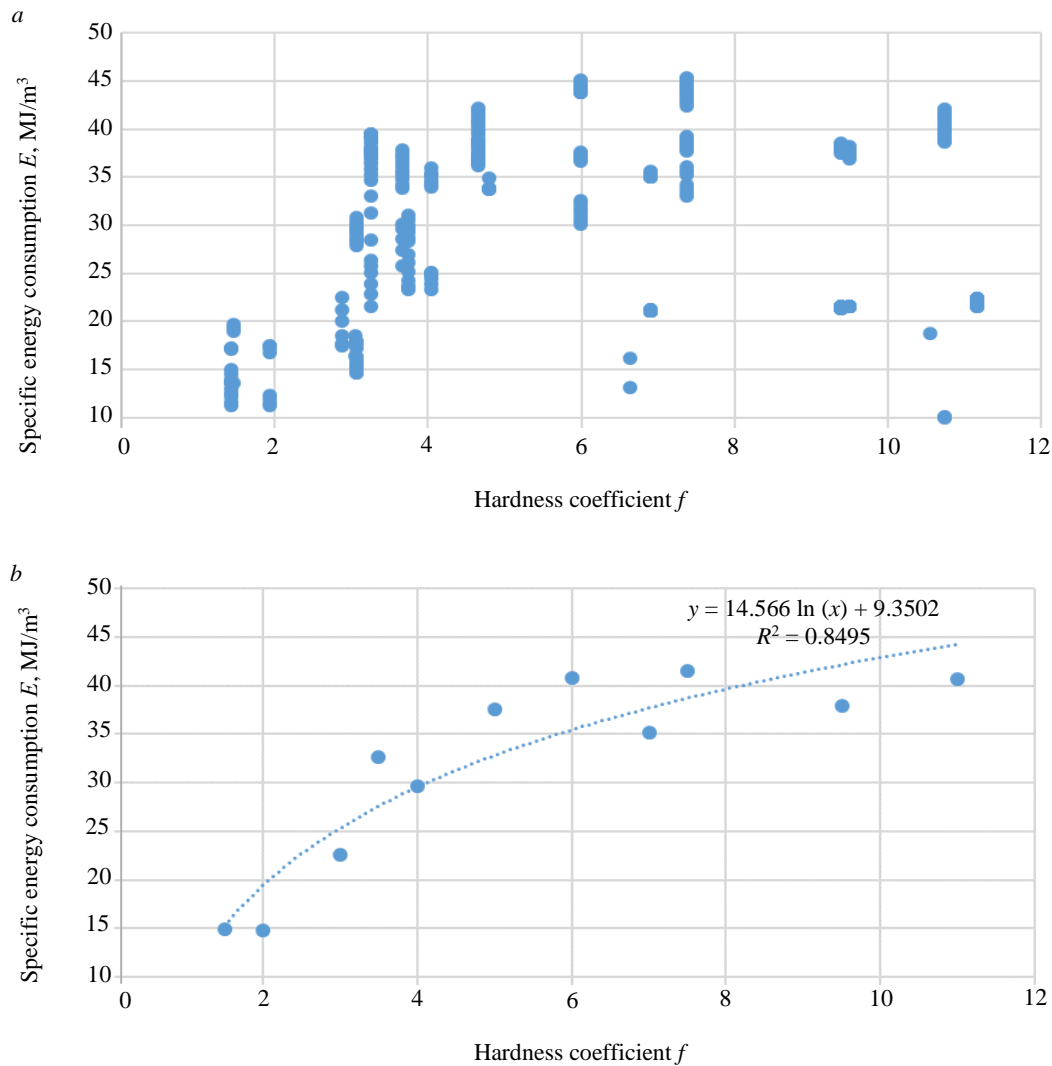 a
Specific energy consumption E, MJ/m³
50
45
40
35
30
25
20
15
10
0 2 4 6 8 10 12
Hardness coefficient f
b
Specific energy consumption E, MJ/m³
50
45
40
35
30
25
20
15
10
y = 14.566 ln (x) + 9.3502
R² = 0.8495
0 2 4 6 8 10 12
Hardness coefficient f